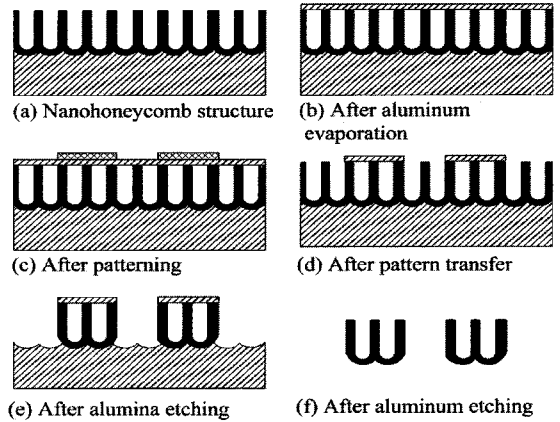 (a) Nanohoneycomb structure
(b) After aluminum
evaporation
(c) After patterning
(d) After pattern transfer
(e) After alumina etching
(f) After aluminum etching